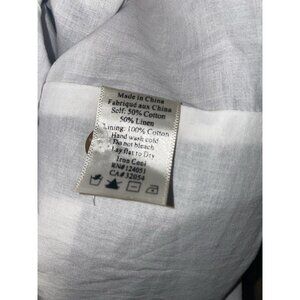 Made in China
Fabriqué aux China
Self: 50% Cotton
50% Linen
Lining: 100% Cotton
Hand wash cold
Do not bleach
Lay flat to Dry
Iron Cool
RN#124051
CA#32054